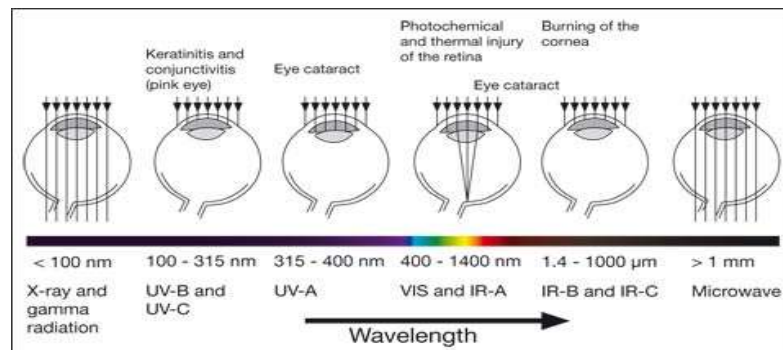 Keratinitis and
conjunctivitis
(pink eye)
Eye cataract
Photochemical
and thermal injury
of the retina
Burning of the
cornea
Eye cataract
< 100 nm
100 - 315 nm
315 - 400 nm
400 - 1400 nm
1.4 - 1000 µm
> 1 mm
X-ray and
gamma
radiation
UV-B and
UV-C
UV-A
VIS and IR-A
IR-B and IR-C
Microwave
Wavelength